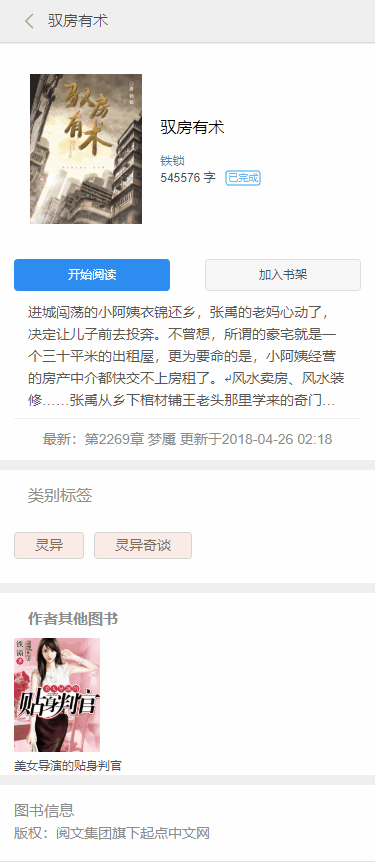 驭房有术
驭房
有术
驭房有术
铁锁
545576 字 已完成
开始阅读
加入书架
进城闯荡的小阿姨衣锦还乡，张禹的老妈心动了，
决定让儿子前去投奔。不曾想，所谓的豪宅就是一
个三十平米的出租屋，更为要命的是，小阿姨经营
的房产中介都快交不上房租了。↲风水卖房、风水装
修……张禹从乡下棺材铺王老头那里学来的奇门…
最新：第2269章 梦魇 更新于2018-04-26 02:18
类别标签
灵异
灵异奇谈
作者其他图书
贴身判官
美女导演的贴身判官
图书信息
版权：阅文集团旗下起点中文网